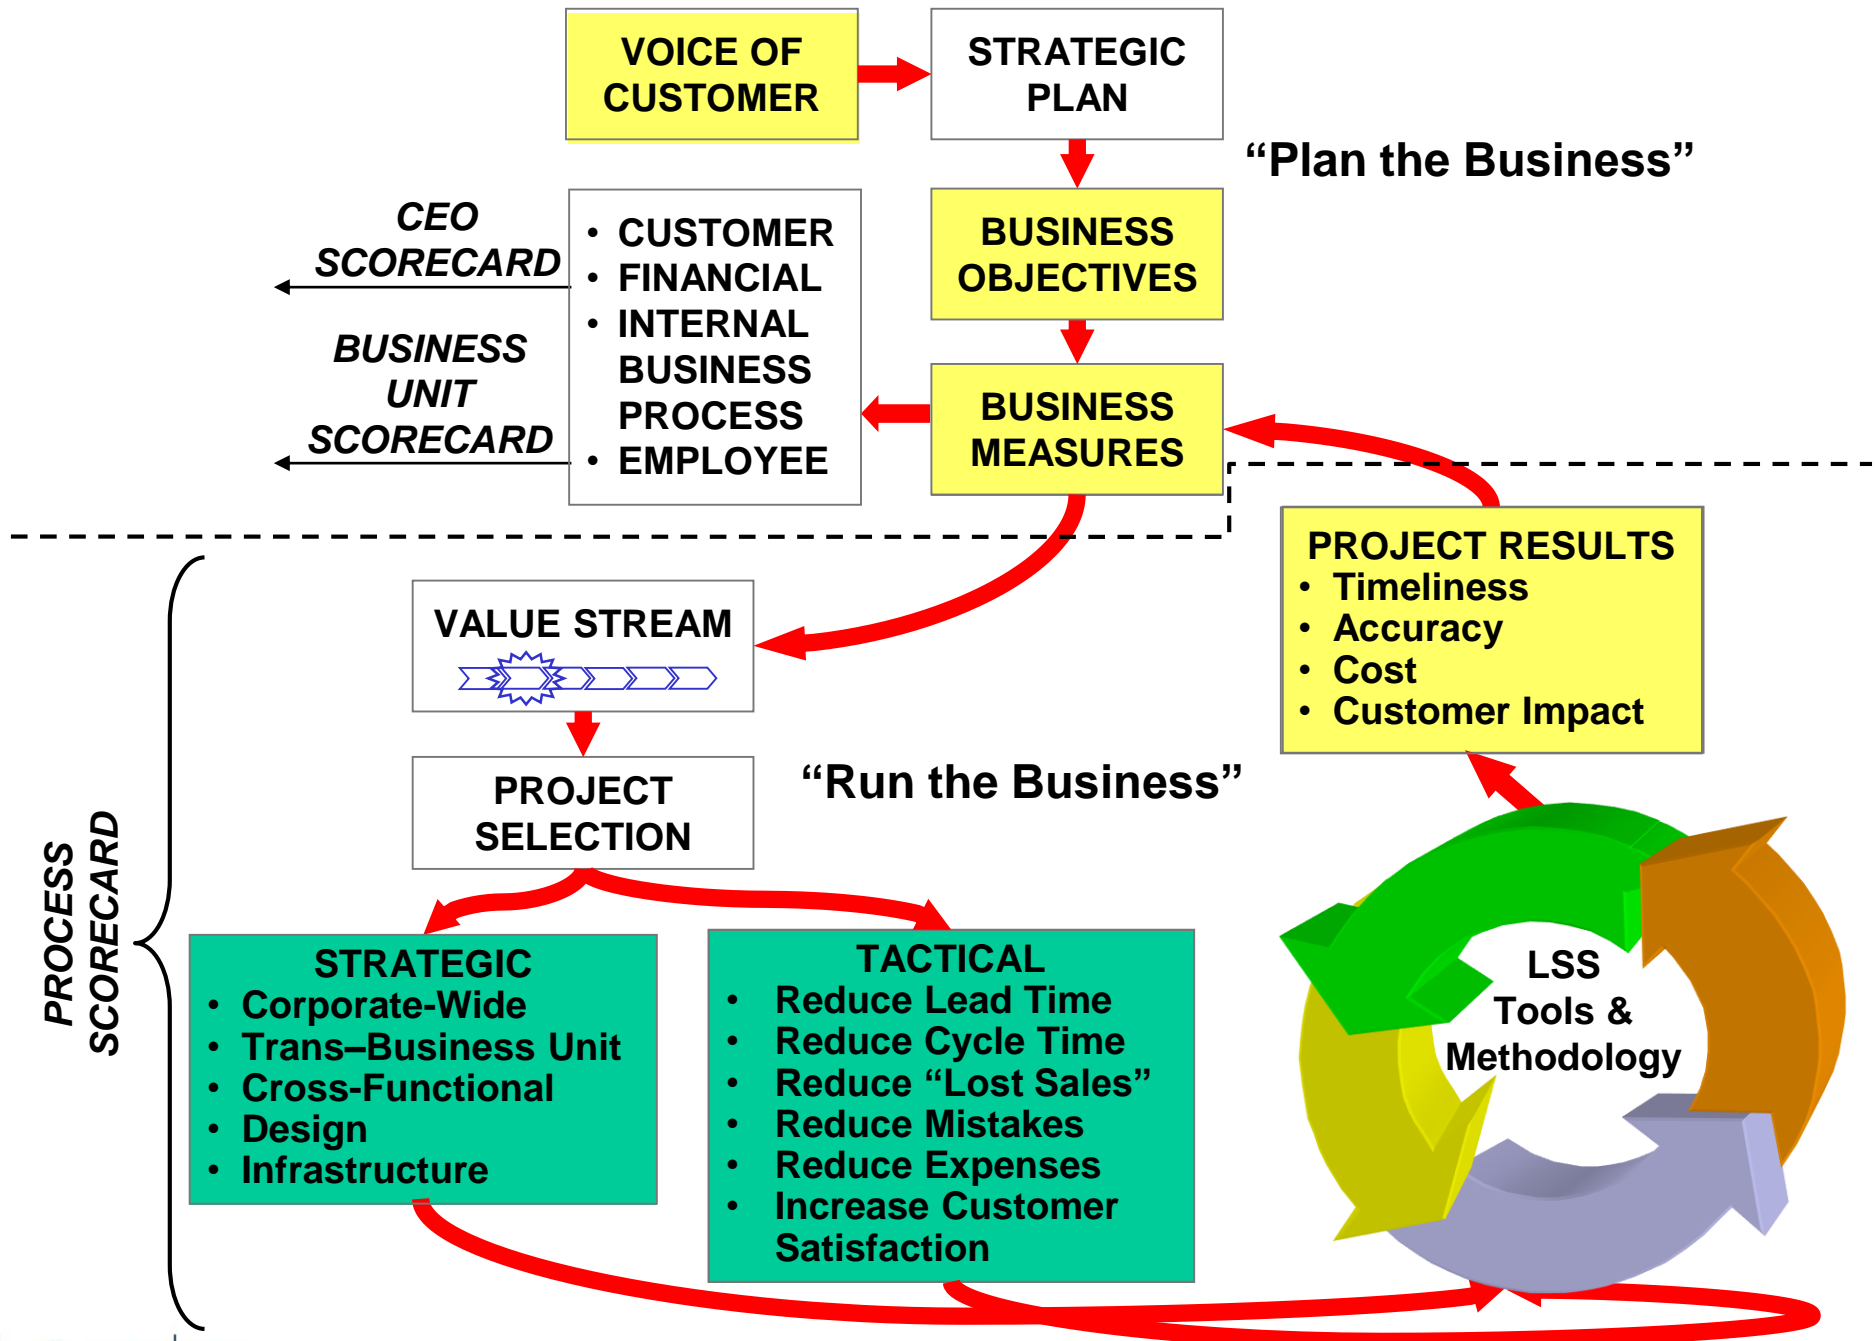 VOICE OF
CUSTOMER
STRATEGIC
PLAN
“Plan the Business”
CEO
SCORECARD
BUSINESS
UNIT
SCORECARD
• CUSTOMER
• FINANCIAL
• INTERNAL
BUSINESS
PROCESS
• EMPLOYEE
BUSINESS
OBJECTIVES
BUSINESS
MEASURES
PROJECT RESULTS
• Timeliness
• Accuracy
• Cost
• Customer Impact
VALUE STREAM
PROJECT
SELECTION
“Run the Business”
PROCESS
SCORECARD
STRATEGIC
• Corporate-Wide
• Trans–Business Unit
• Cross-Functional
• Design
• Infrastructure
TACTICAL
• Reduce Lead Time
• Reduce Cycle Time
• Reduce “Lost Sales”
• Reduce Mistakes
• Reduce Expenses
• Increase Customer
Satisfaction
LSS
Tools &
Methodology